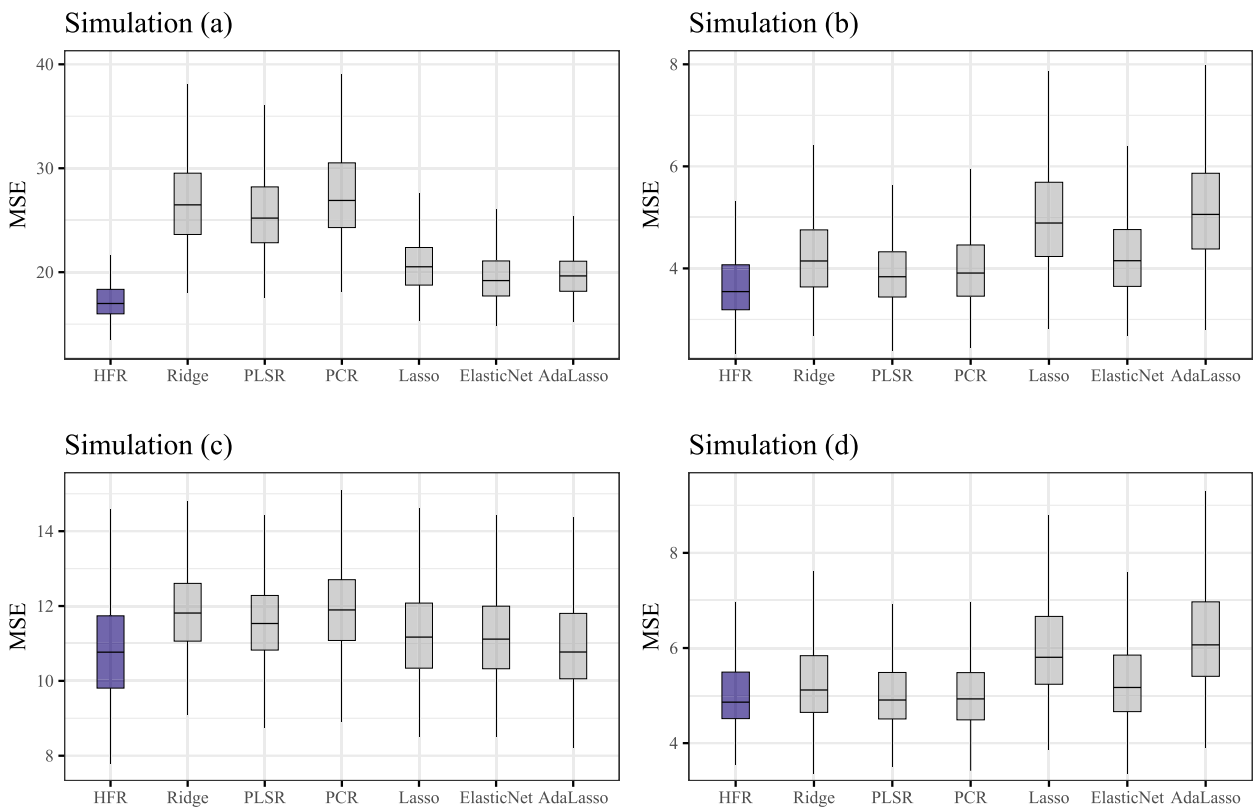 Simulation (a)
MSE
40
30
20
HFR Ridge PLSR PCR Lasso ElasticNet AdaLasso
Simulation (b)
MSE
8
6
4
HFR Ridge PLSR PCR Lasso ElasticNet AdaLasso
Simulation (c)
MSE
14
12
10
8
HFR Ridge PLSR PCR Lasso ElasticNet AdaLasso
Simulation (d)
MSE
8
6
4
HFR Ridge PLSR PCR Lasso ElasticNet AdaLasso